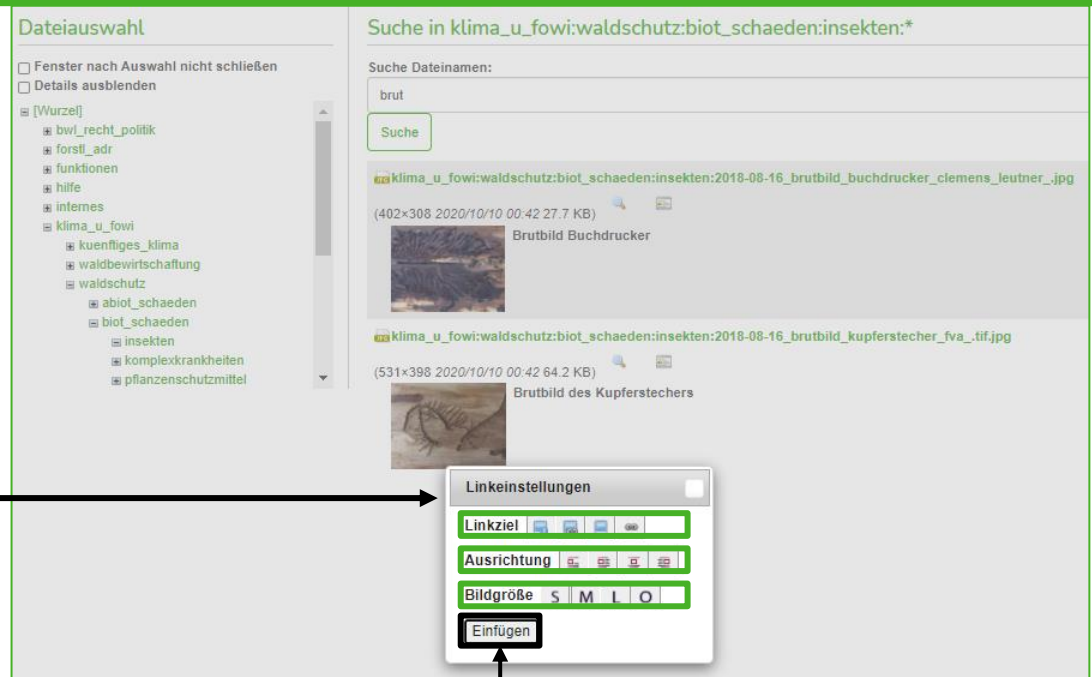 Dateiauswahl
Fenster nach Auswahl nicht schließen
Details ausblenden
[Wurzel]
bwl_recht_politik
forstl_adr
funktionen
hilfe
internes
klima_u_fowi
kuenftiges_klima
waldbewirtschaftung
waldschutz
abiot_schaeden
biot_schaeden
insekten
komplexkrankheiten
pflanzenschutzmittel
Suche in klima_u_fowi:waldschutz:biot_schaeden:insekten:*
Suche Dateinamen:
brut
Suche
klima_u_fowi:waldschutz:biot_schaeden:insekten:2018-08-16_brutbild_buchdrucker_clemens_leutner_.jpg
(402×308 2020/10/10 00:42 27.7 KB)
Brutbild Buchdrucker
klima_u_fowi:waldschutz:biot_schaeden:insekten:2018-08-16_brutbild_kupferstecher_fva_.tif.jpg
(531×398 2020/10/10 00:42 64.2 KB)
Brutbild des Kupferstechers
Linkeinstellungen
Linkziel
Ausrichtung
Bildgröße S M L O
Einfügen